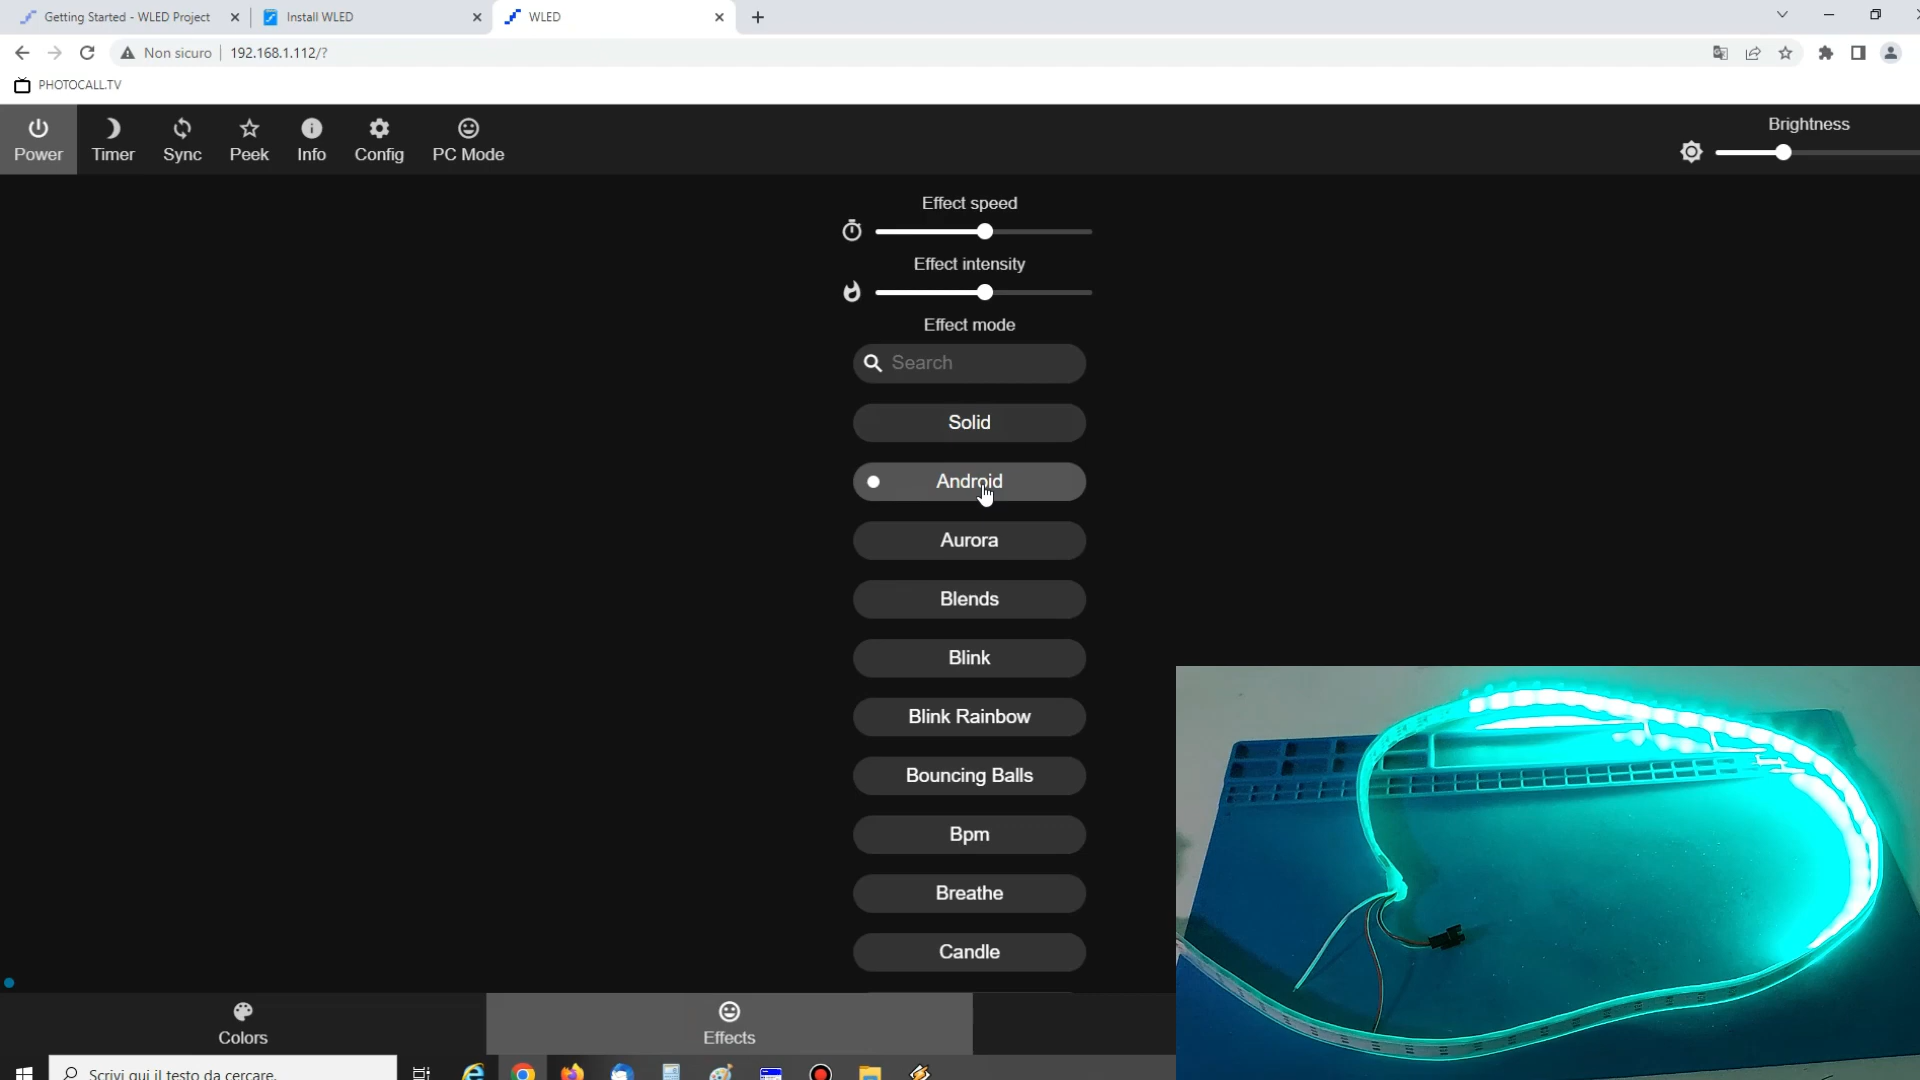 Getting Started - WLED Project
Install WLED
WLED
Non sicuro
192.168.1.112/?
PHOTOCALL.TV
Power
Timer
Sync
Peek
Info
Config
PC Mode
Brightness
Effect speed
Effect intensity
Effect mode
Search
Solid
Android
Aurora
Blends
Blink
Blink Rainbow
Bouncing Balls
Bpm
Breathe
Candle
Colors
Effects
Scrivi qui il testo da cercare.